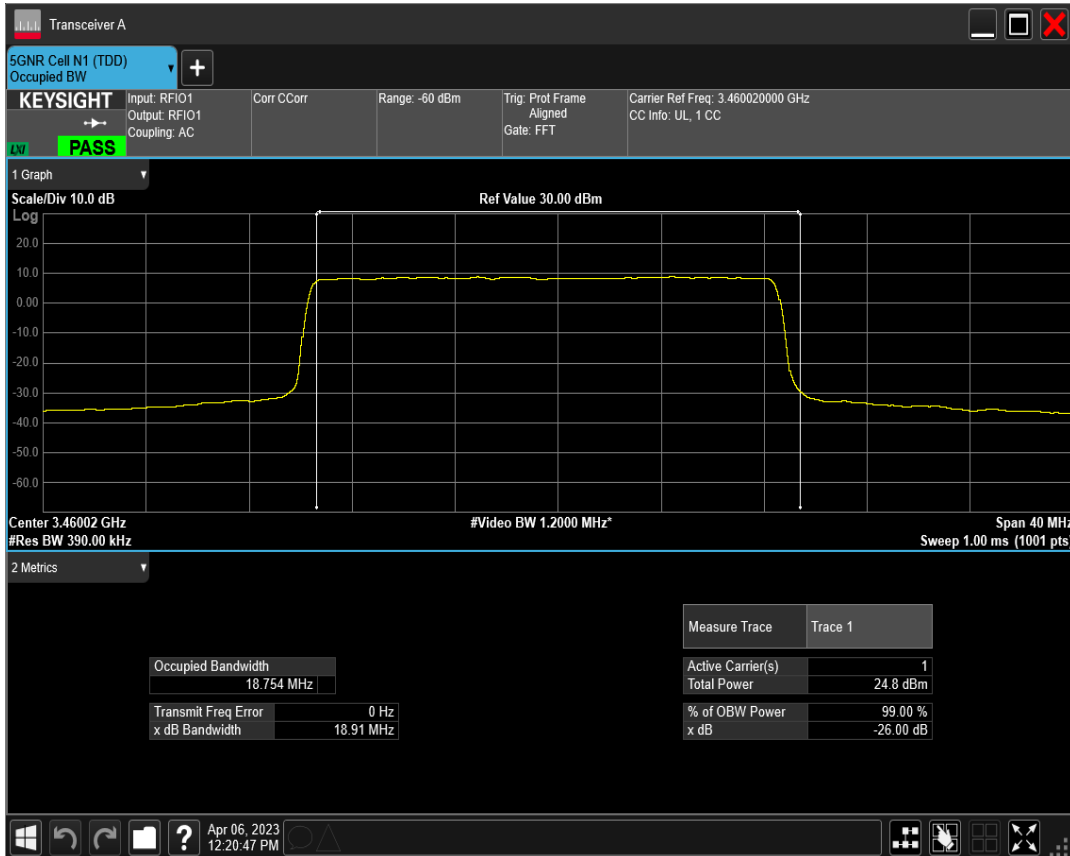 Transceiver A
5GNR Cell N1 (TDD)
Occupied BW
+
KEYSIGHT
LXI
PASS
Input: RFIO1
Output: RFIO1
Coupling: AC
Corr CCorr
Range: -60 dBm
Trig: Prot Frame
Aligned
Gate: FFT
Carrier Ref Freq: 3.460020000 GHz
CC Info: UL, 1 CC
1 Graph
Scale/Div 10.0 dB
Ref Value 30.00 dBm
Log
20.0
10.0
0.00
-10.0
-20.0
-30.0
-40.0
-50.0
-60.0
Center 3.46002 GHz
#Video BW 1.2000 MHz*
Span 40 MHz
#Res BW 390.00 kHz
Sweep 1.00 ms (1001 pts)
2 Metrics
Measure Trace Trace 1
Occupied Bandwidth
18.754 MHz
Transmit Freq Error 0 Hz
x dB Bandwidth 18.91 MHz
Active Carrier(s) 1
Total Power 24.8 dBm
% of OBW Power 99.00 %
x dB -26.00 dB
?
Apr 06, 2023
12:20:47 PM